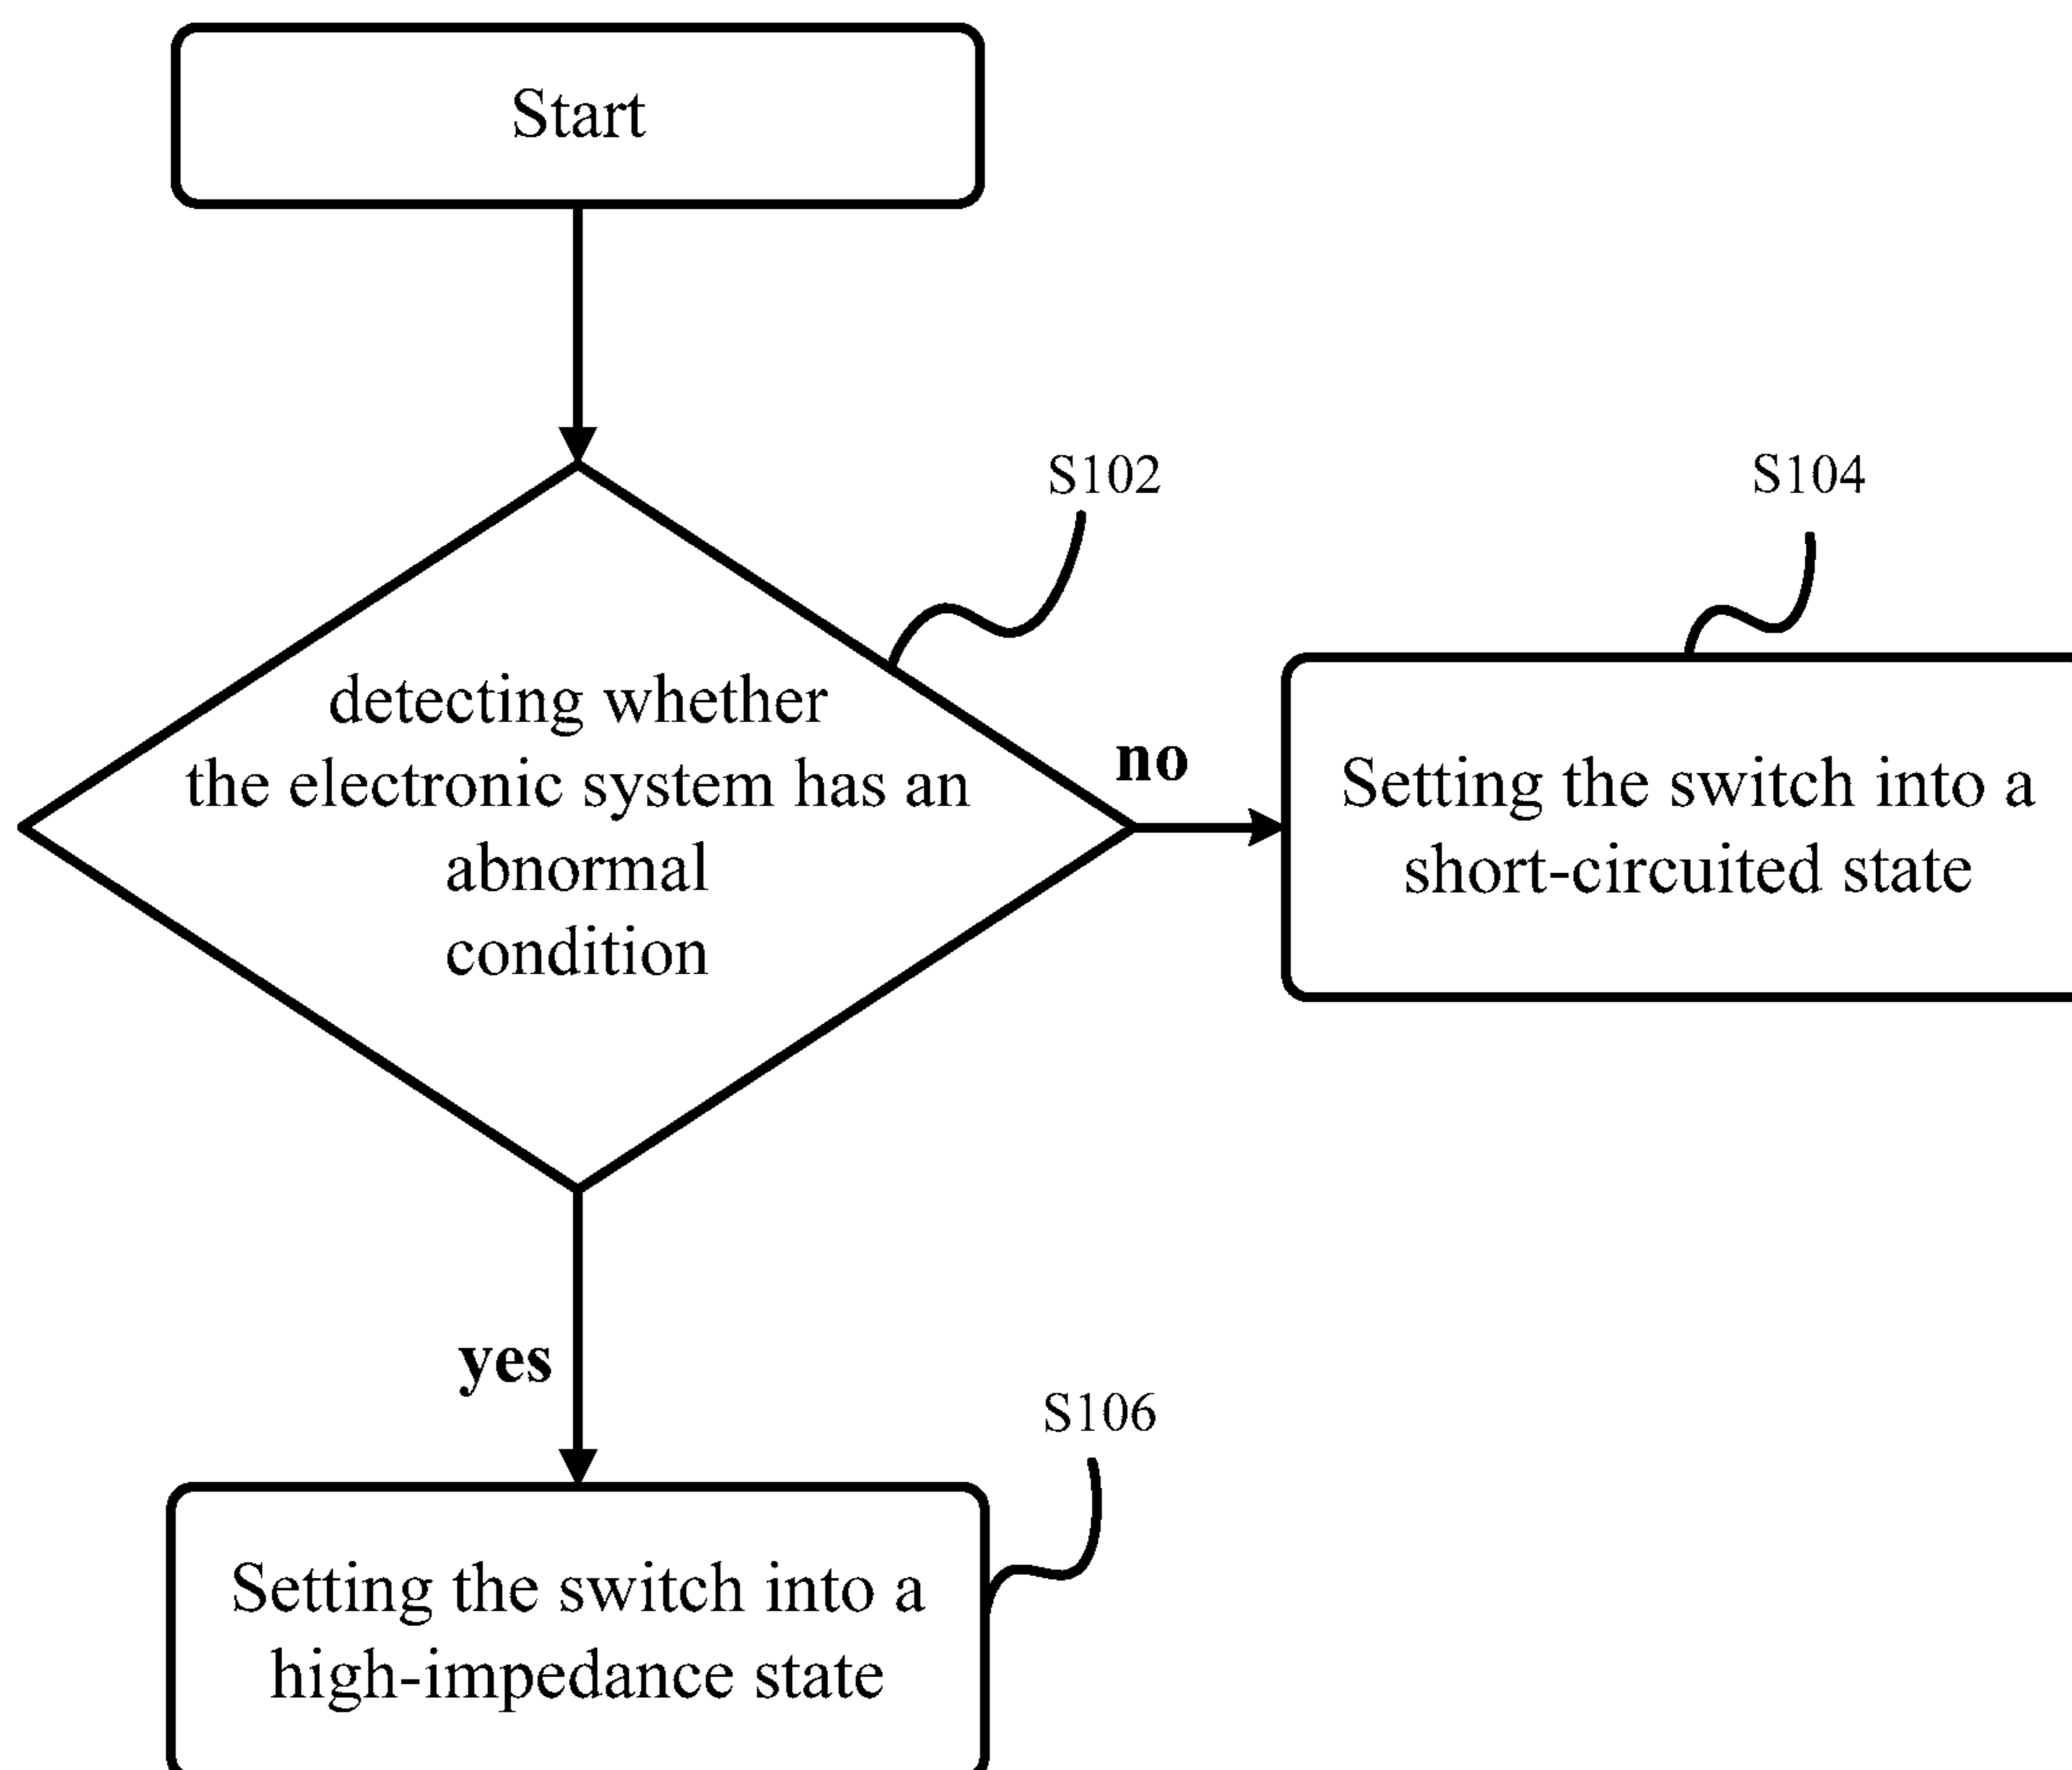 Start
S102
S104
detecting whether
the electronic system has an
abnormal
condition
no
Setting the switch into a
short-circuited state
yes
S106
Setting the switch into a
high-impedance state